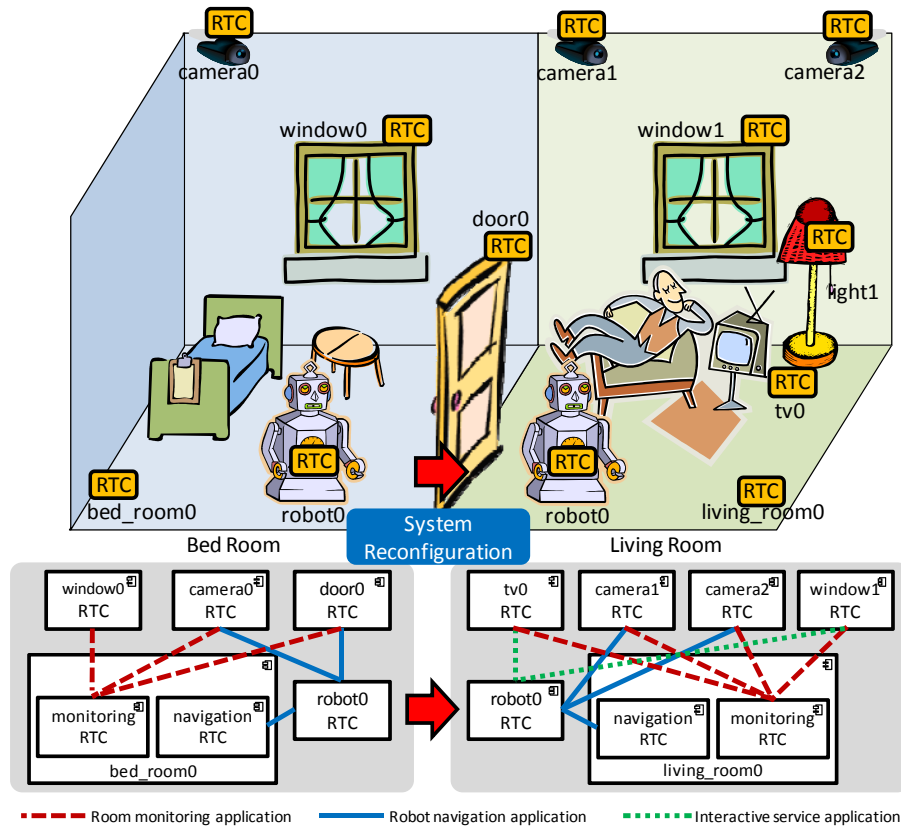 RTC
RTC
RTC
camera0
camera1
camera2
window0
RTC
window1
RTC
door0
RTC
RTC
light1
RTC
tv0
RTC
RTC
RTC
RTC
bed_room0
robot0
robot0
living_room0
Bed Room
System
Reconfiguration
Living Room
window0
RTC
camera0
RTC
door0
RTC
tv0
RTC
camera1
RTC
camera2
RTC
window1
RTC
monitoring
RTC
navigation
RTC
robot0
RTC
bed_room0
robot0
RTC
navigation
RTC
monitoring
RTC
living_room0
Room monitoring application
Robot navigation application
Interactive service application